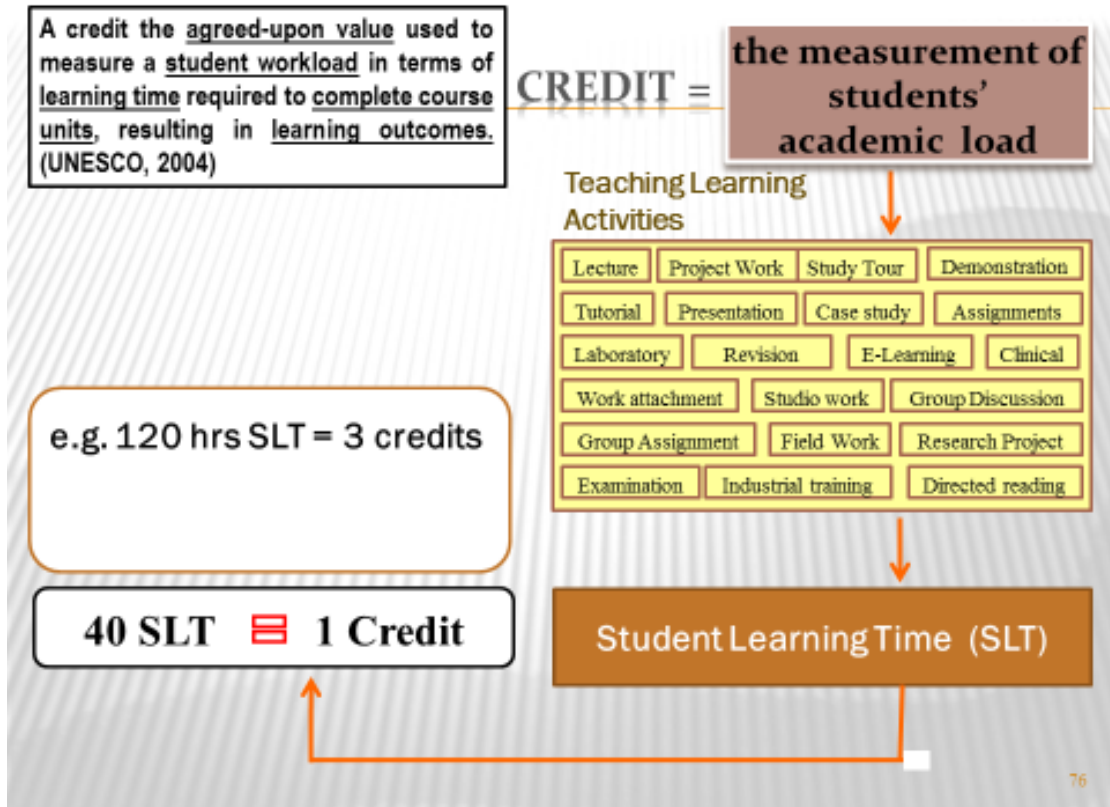 A credit the agreed-upon value used to
measure a student workload in terms of
learning time required to complete course
units, resulting in learning outcomes.
(UNESCO, 2004)
CREDIT =
the measurement of
students'
academic load
Teaching Learning
Activities
Lecture Project Work Study Tour Demonstration
Tutorial Presentation Case study Assignments
Laboratory Revision E-Learning Clinical
Work attachment Studio work Group Discussion
Group Assignment Field Work Research Project
Examination Industrial training Directed reading
e.g. 120 hrs SLT = 3 credits
40 SLT = 1 Credit
Student Learning Time (SLT)
76